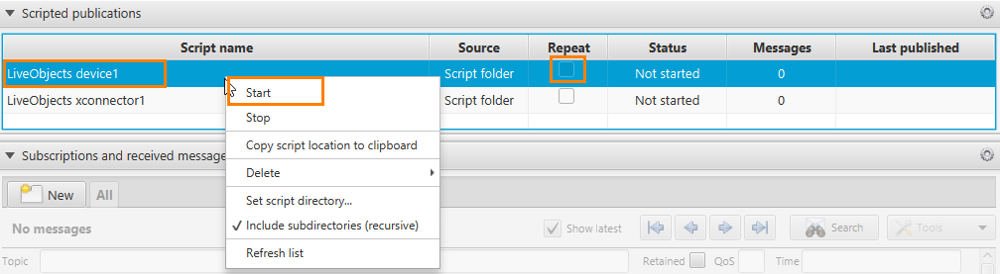 Scripted publications
Script name Source Repeat Status Messages Last published
LiveObjects device1 Script folder Not started 0
LiveObjects xconnector1 Script folder Not started 0
Start
Stop
Copy script location to clipboard
Delete
Set script directory...
Include subdirectories (recursive)
Refresh list
Subscriptions and received message
New All
No messages Show latest Search Tools
Topic Retained QoS Time